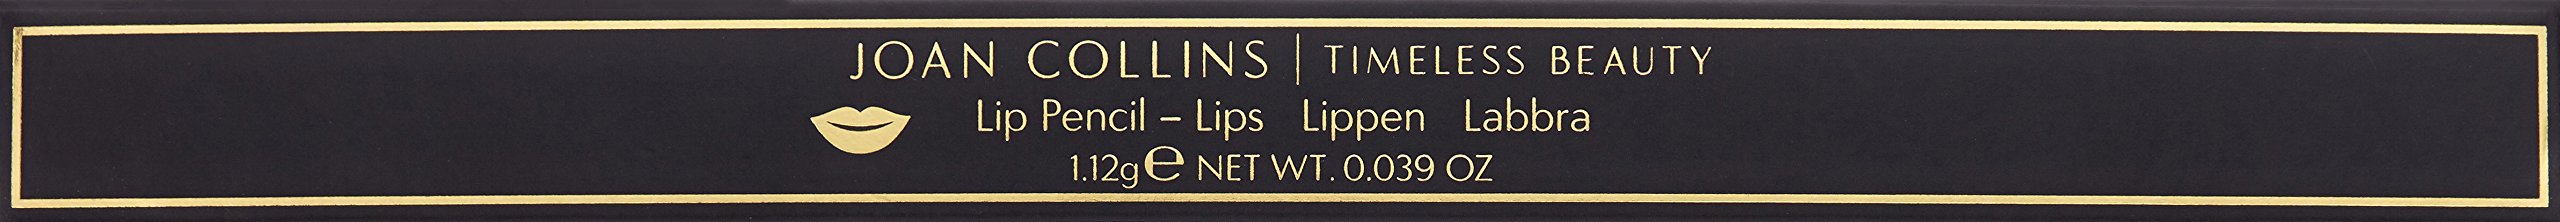 JOAN COLLINS | TIMELESS BEAUTY
Lip Pencil – Lips Lippen Labbra
1.12g e NET WT. 0.039 OZ